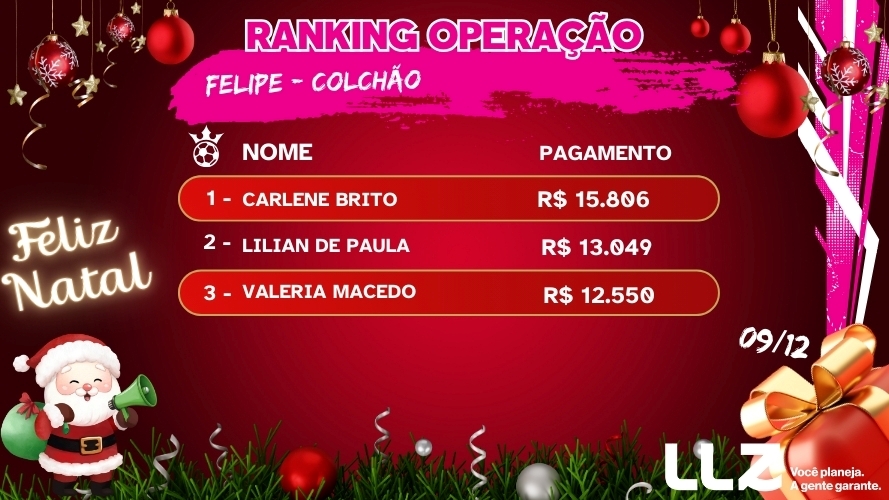 RANKING OPERAÇÃO
FELIPE - COLCHÃO
NOME PAGAMENTO
1 - CARLENE BRITO R$ 15.806
2 - LILIAN DE PAULA R$ 13.049
3 - VALERIA MACEDO R$ 12.550
Feliz
Natal
09/12
LLZ
Você planeja.
A gente garante.